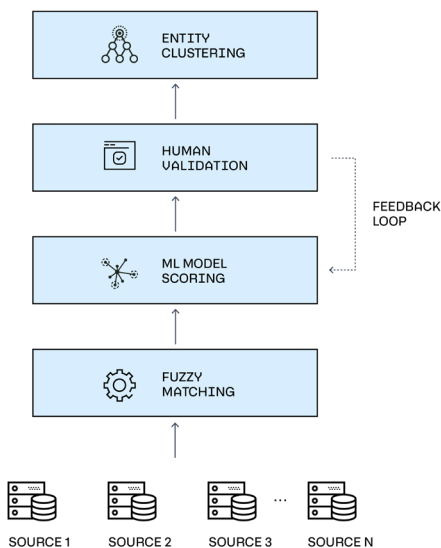 ENTITY
CLUSTERING
HUMAN
VALIDATION
FEEDBACK
LOOP
ML MODEL
SCORING
FUZZY
MATCHING
...
SOURCE 1
SOURCE 2
SOURCE 3
SOURCE N